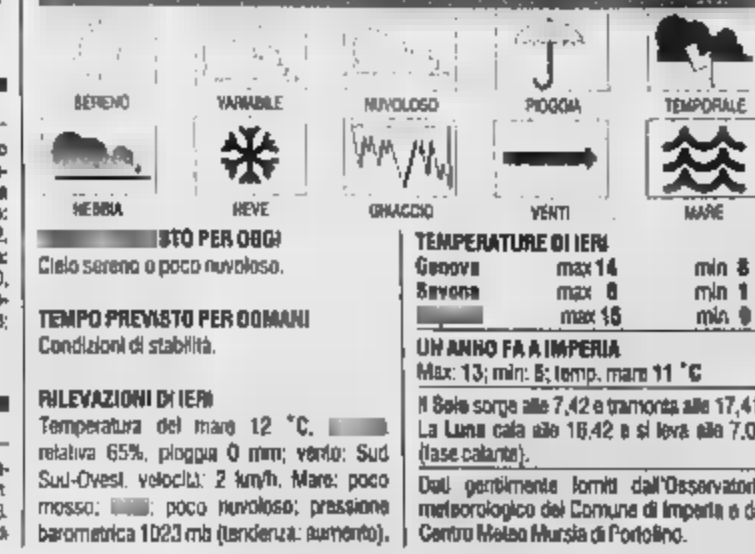 SERENO VARIABILE NUVOLOSO PIOGGIA TEMPORALE
NEBBIA NEVE GHIACCIO VENTI MARE
STO PER OGGI
Cielo sereno o poco nuvoloso.
TEMPO PREVISTO PER DOMANI
Condizioni di stabilità.
RILEVAZIONI DI IERI
Temperatura del mare 12 °C,
relativa 65%, pioggia 0 mm; vento: Sud
Sud-Ovest, velocità: 2 km/h. Mare: poco
mosso; : poco nuvoloso; pressione
barometrica 1023 mb (tendenza: aumento).
TEMPERATURE DI IERI
Genova max 14 min 8
Savona max min 1
max 15 min
UN ANNO FA A IMPERIA
Max: 13; min: 8; temp. mare 11 °C
Il Sole sorge alle 7,42 e tramonta alle 17,41
La Luna cala alle 16,42 e si leva alle 7,0
(fase calante).
Dati gentilmente forniti dall'Osservatori
meteorologico del Comune di Imperia e d
Centro Meteo Mursia di Portofino.